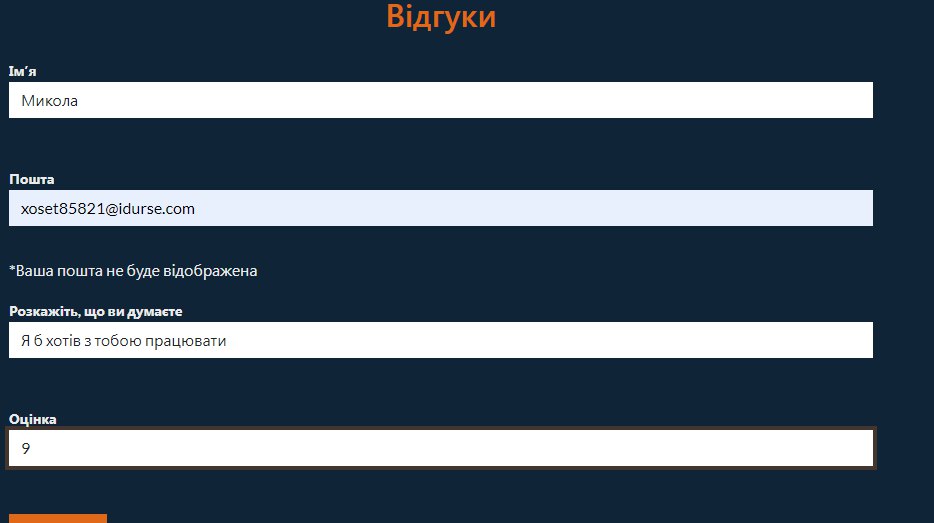 Відгуки
Ім’я
Микола
Пошта
xoset85821@idurse.com
*Ваша пошта не буде відображена
Розкажіть, що ви думаєте
Я б хотів з тобою працювати
Оцінка
9